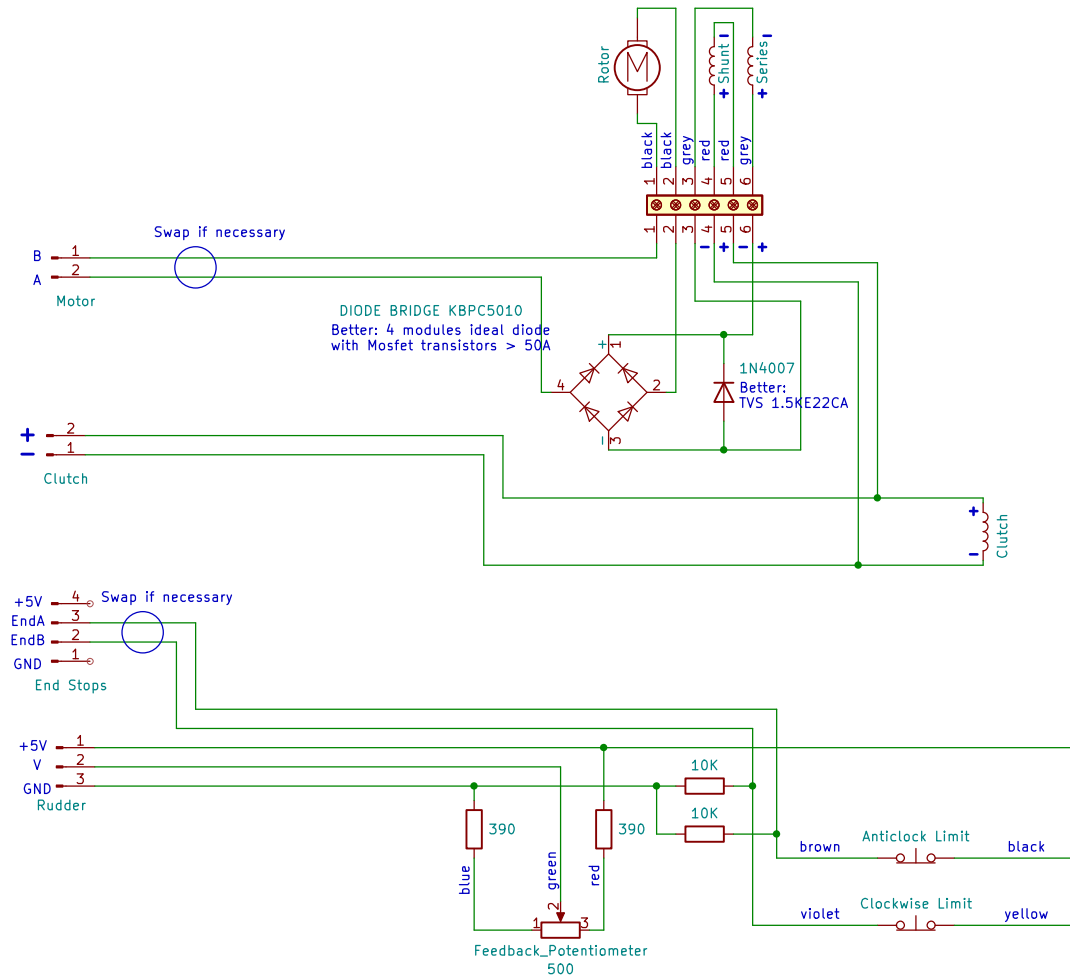 Rotor
Shunt
Series
−
−
+
+
black
black
grey
red
red
grey
1
2
3
4
5
6
1
2
3
4
5
6
−
+
−
+
Swap if necessary
B
1
A
2
Motor
DIODE BRIDGE KBPC5010
Better: 4 modules ideal diode
with Mosfet transistors > 50A
+
1
4
2
−
3
1N4007
Better:
TVS 1.5KE22CA
+
2
−
1
Clutch
+
−
Clutch
Swap if necessary
+5V
4
EndA
3
EndB
2
GND
1
End Stops
+5V
1
V
2
GND
3
Rudder
10K
10K
390
390
blue
green
red
1
2
3
Feedback_Potentiometer
500
Anticlock Limit
brown
black
Clockwise Limit
violet
yellow
M